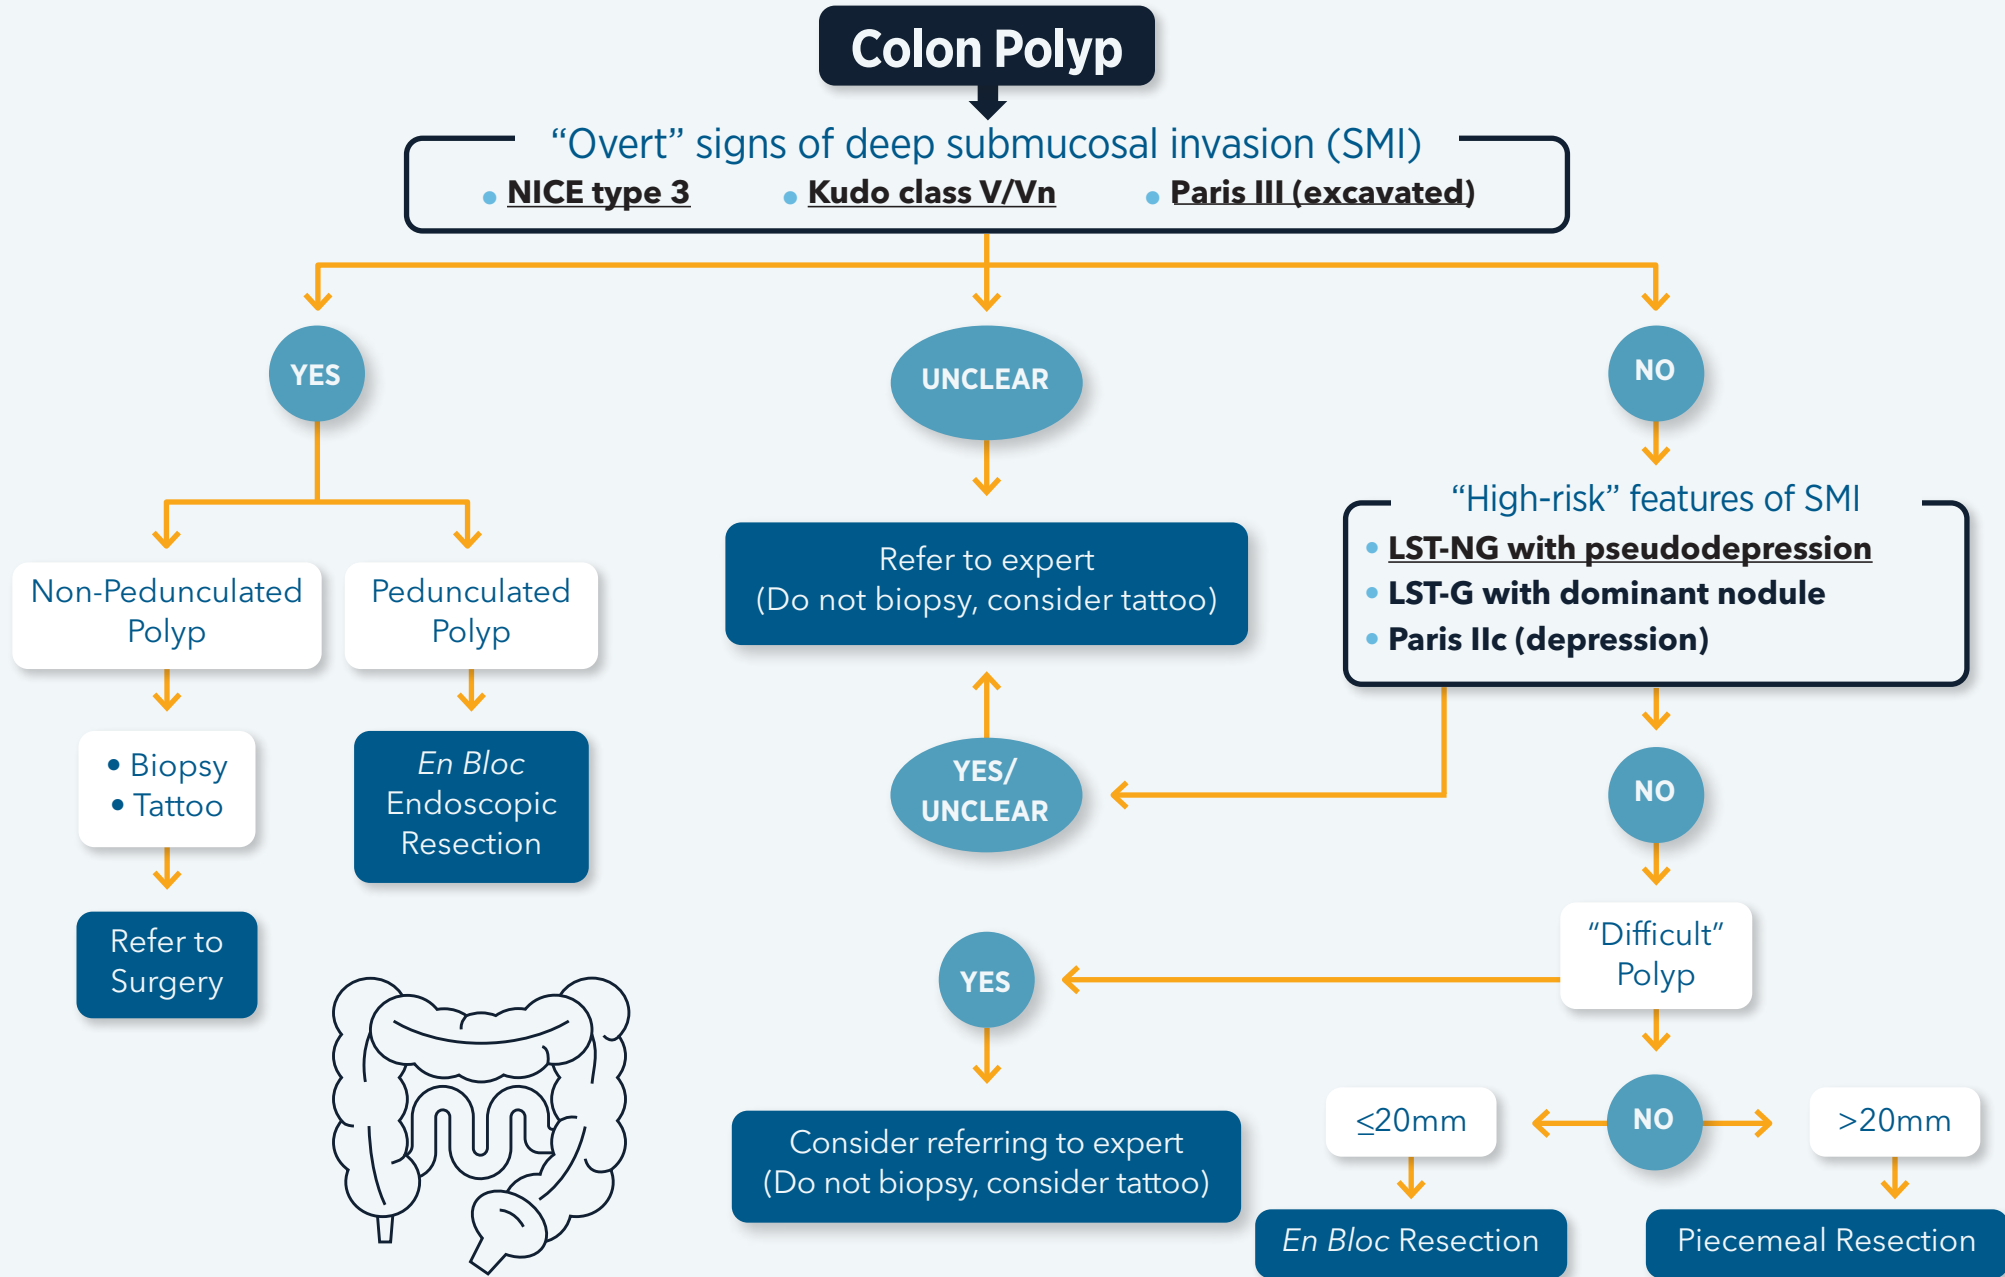 Colon Polyp
“Overt” signs of deep submucosal invasion (SMI)
• NICE type 3 • Kudo class V/Vn • Paris III (excavated)
YES
UNCLEAR
NO
Non-Pedunculated
Polyp
Pedunculated
Polyp
• Biopsy
• Tattoo
En Bloc
Endoscopic
Resection
Refer to
Surgery
Refer to expert
(Do not biopsy, consider tattoo)
“High-risk” features of SMI
• LST-NG with pseudodepression
• LST-G with dominant nodule
• Paris IIc (depression)
YES/
UNCLEAR
NO
“Difficult”
Polyp
YES
Consider referring to expert
(Do not biopsy, consider tattoo)
≤20mm
NO
>20mm
En Bloc Resection
Piecemeal Resection